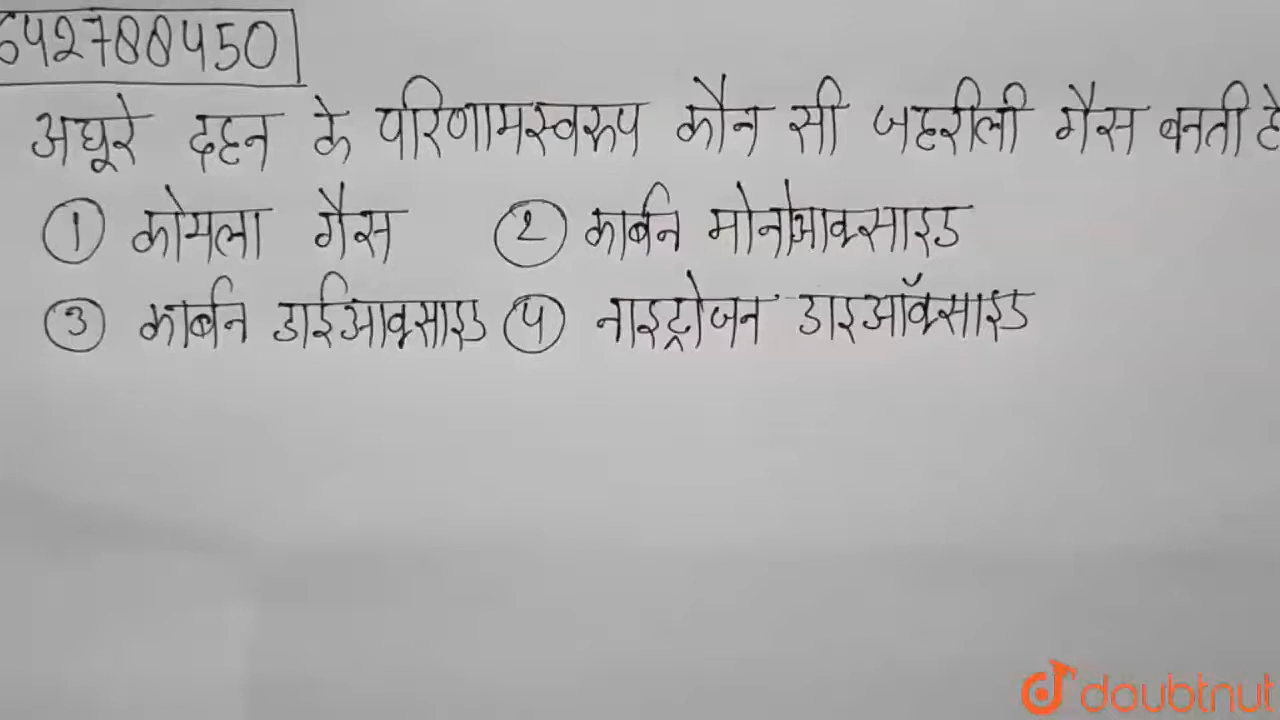 642788450
अधूरे दहन के परिणामस्वरूप कौन सी जहरीली गैस बनती है
① कोयला गैस ② कार्बन मोनोआक्साइड
③ कार्बन डाईआक्साइड ④ नाइट्रोजन डाइऑक्साइड
doubtnut